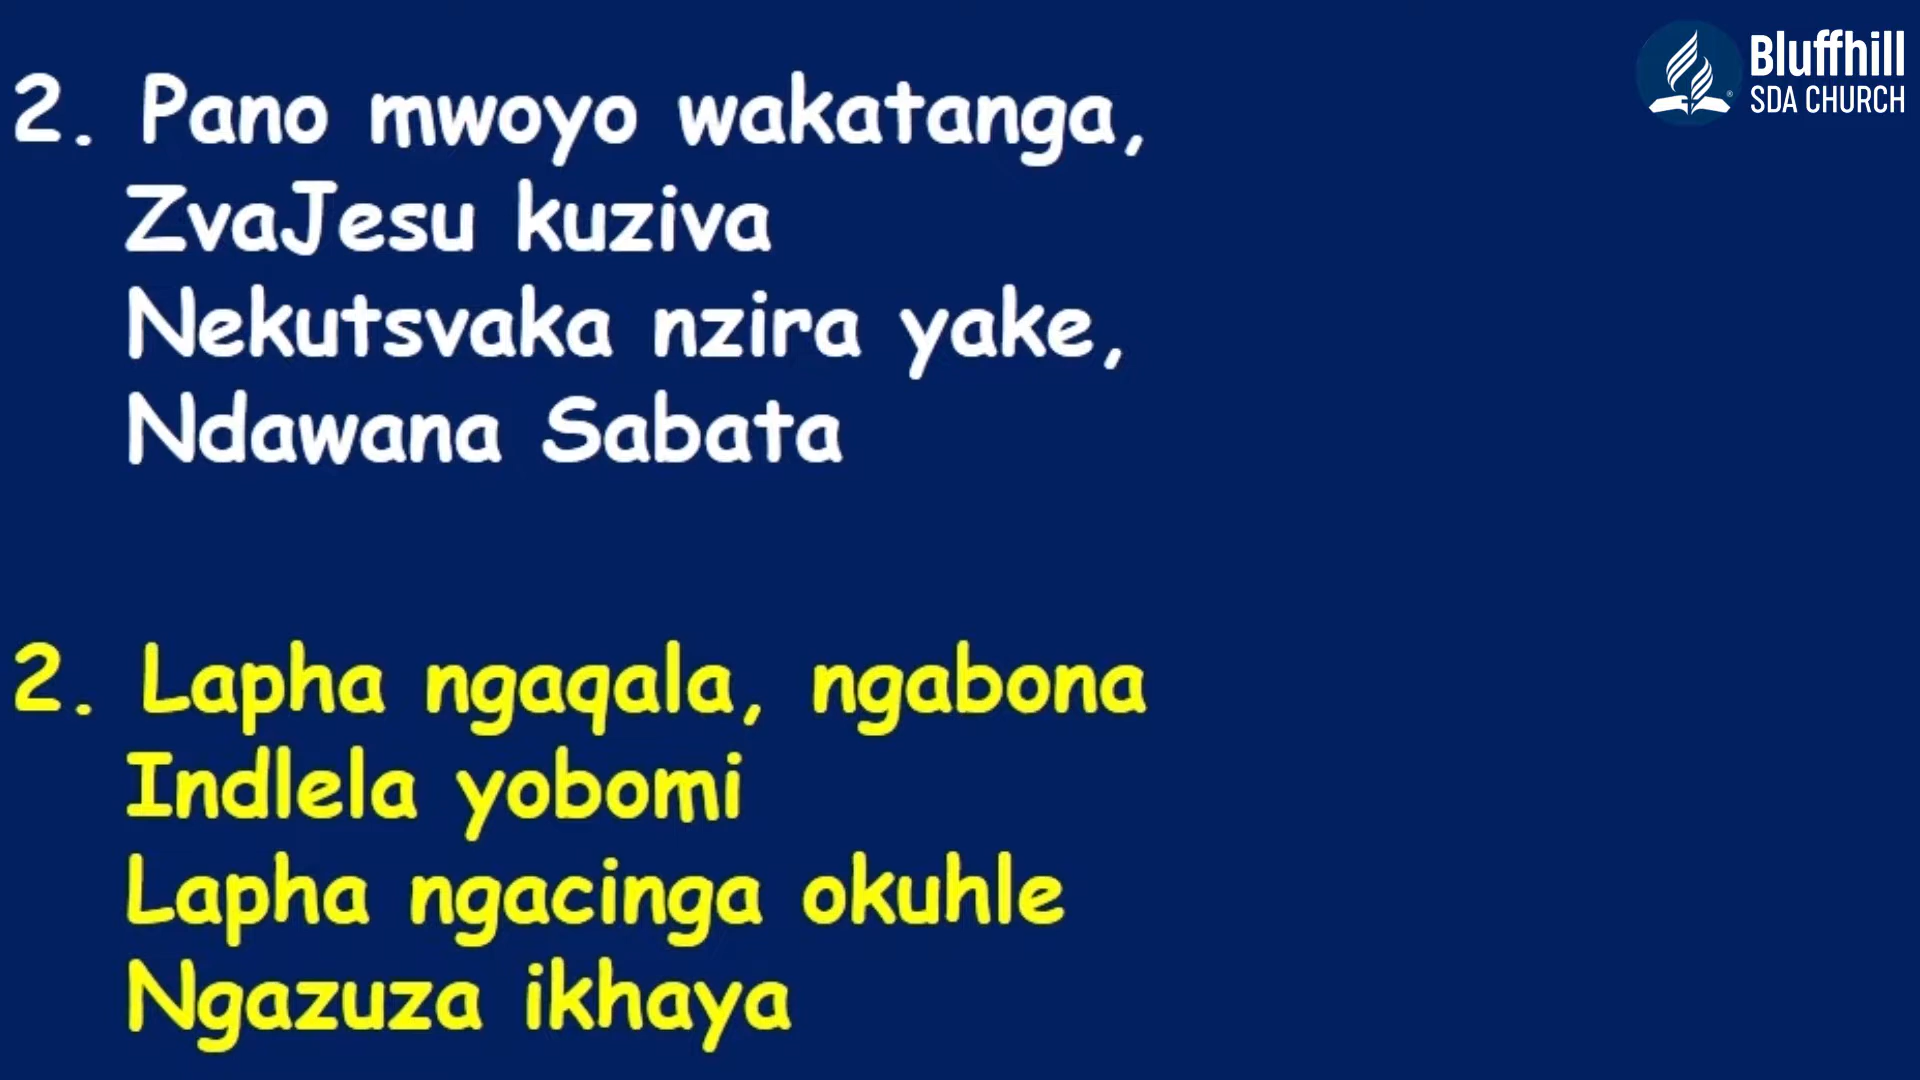 2. Pano mwoyo wakatanga,
ZvaJesu kuziva
Nekutsvaka nzira yake,
Ndawana Sabata
2. Lapha ngaqala, ngabona
Indlela yobomi
Lapha ngacinga okuhle
Ngazuza ikhaya
Bluffhill
SDA CHURCH